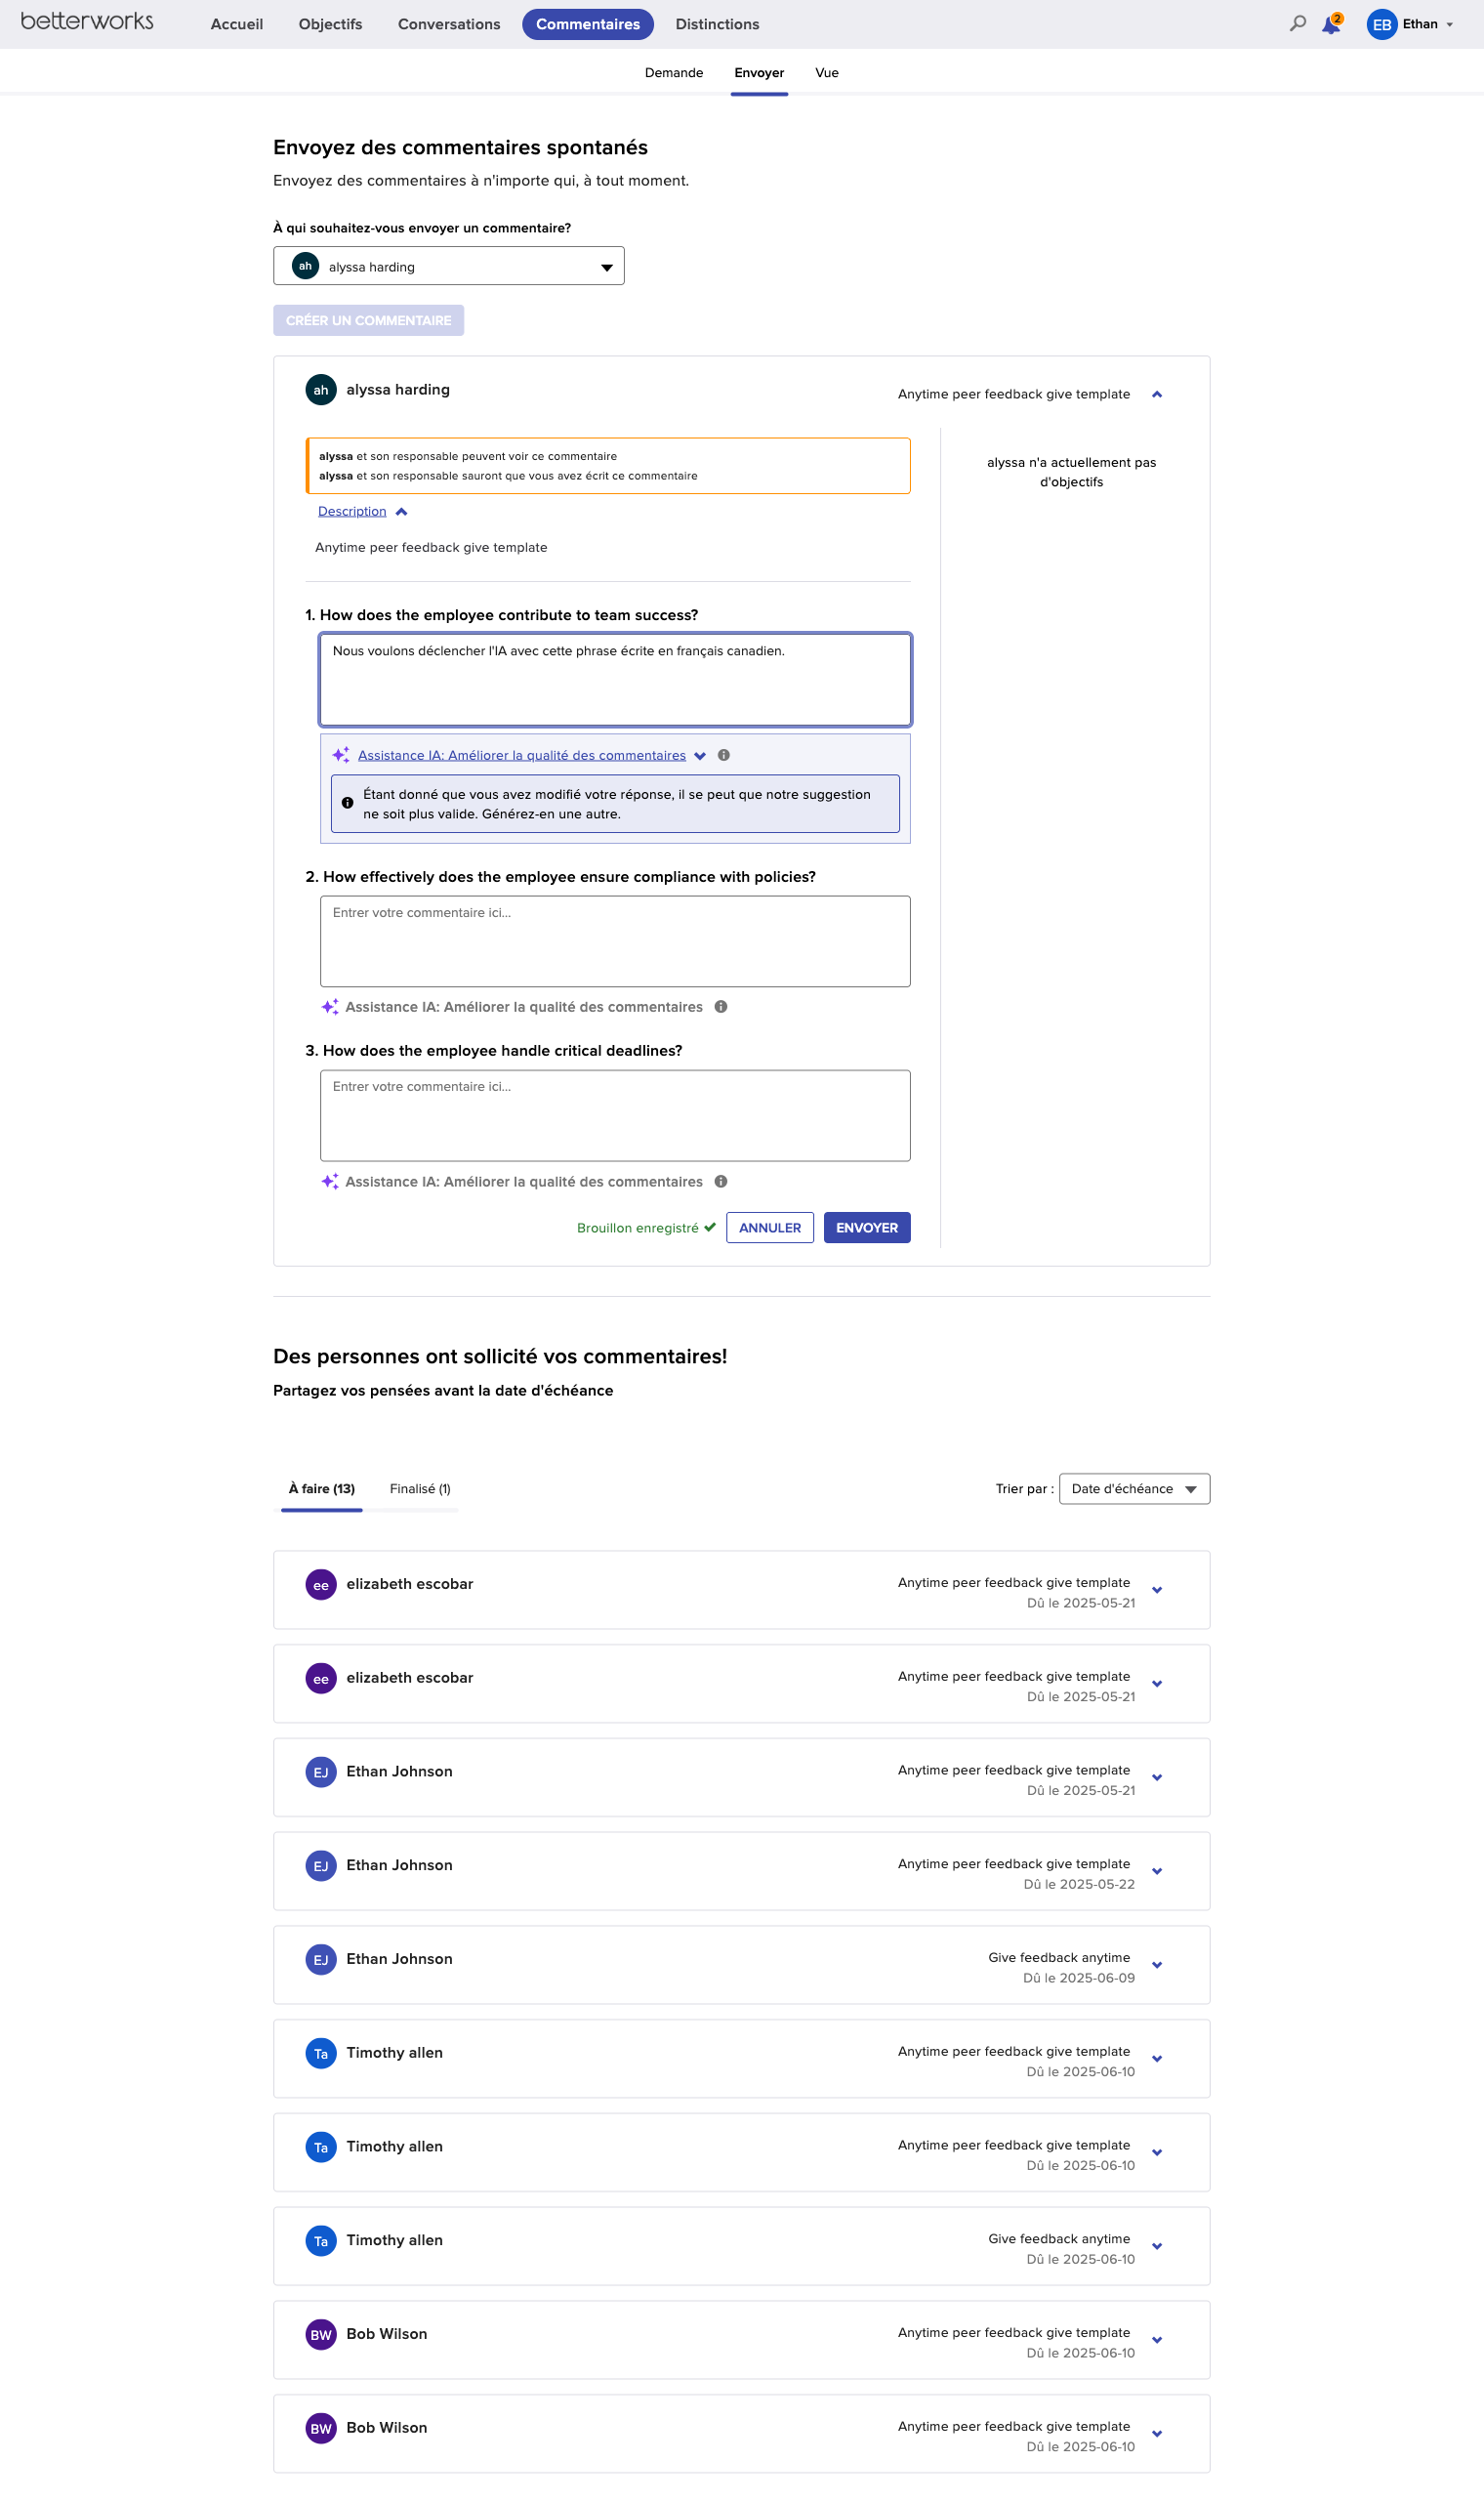 betterworks
Accueil
Objectifs
Conversations
Commentaires
Distinctions
2
EB
Ethan
Demande
Envoyer
Vue
Envoyez des commentaires spontanés
Envoyez des commentaires à n'importe qui, à tout moment.
À qui souhaitez-vous envoyer un commentaire?
ah
alyssa harding
CRÉER UN COMMENTAIRE
ah
alyssa harding
Anytime peer feedback give template
alyssa et son responsable peuvent voir ce commentaire
alyssa et son responsable sauront que vous avez écrit ce commentaire
alyssa n'a actuellement pas
d'objectifs
Description
Anytime peer feedback give template
1. How does the employee contribute to team success?
Nous voulons déclencher l'IA avec cette phrase écrite en français canadien.
Assistance IA: Améliorer la qualité des commentaires
Étant donné que vous avez modifié votre réponse, il se peut que notre suggestion
ne soit plus valide. Générez-en une autre.
2. How effectively does the employee ensure compliance with policies?
Entrer votre commentaire ici...
Assistance IA: Améliorer la qualité des commentaires
3. How does the employee handle critical deadlines?
Entrer votre commentaire ici...
Assistance IA: Améliorer la qualité des commentaires
Brouillon enregistré
ANNULER
ENVOYER
Des personnes ont sollicité vos commentaires!
Partagez vos pensées avant la date d'échéance
À faire (13)
Finalisé (1)
Trier par :
Date d'échéance
ee
elizabeth escobar
Anytime peer feedback give template
Dû le 2025-05-21
ee
elizabeth escobar
Anytime peer feedback give template
Dû le 2025-05-21
EJ
Ethan Johnson
Anytime peer feedback give template
Dû le 2025-05-21
EJ
Ethan Johnson
Anytime peer feedback give template
Dû le 2025-05-22
EJ
Ethan Johnson
Give feedback anytime
Dû le 2025-06-09
Ta
Timothy allen
Anytime peer feedback give template
Dû le 2025-06-10
Ta
Timothy allen
Anytime peer feedback give template
Dû le 2025-06-10
Ta
Timothy allen
Give feedback anytime
Dû le 2025-06-10
BW
Bob Wilson
Anytime peer feedback give template
Dû le 2025-06-10
BW
Bob Wilson
Anytime peer feedback give template
Dû le 2025-06-10